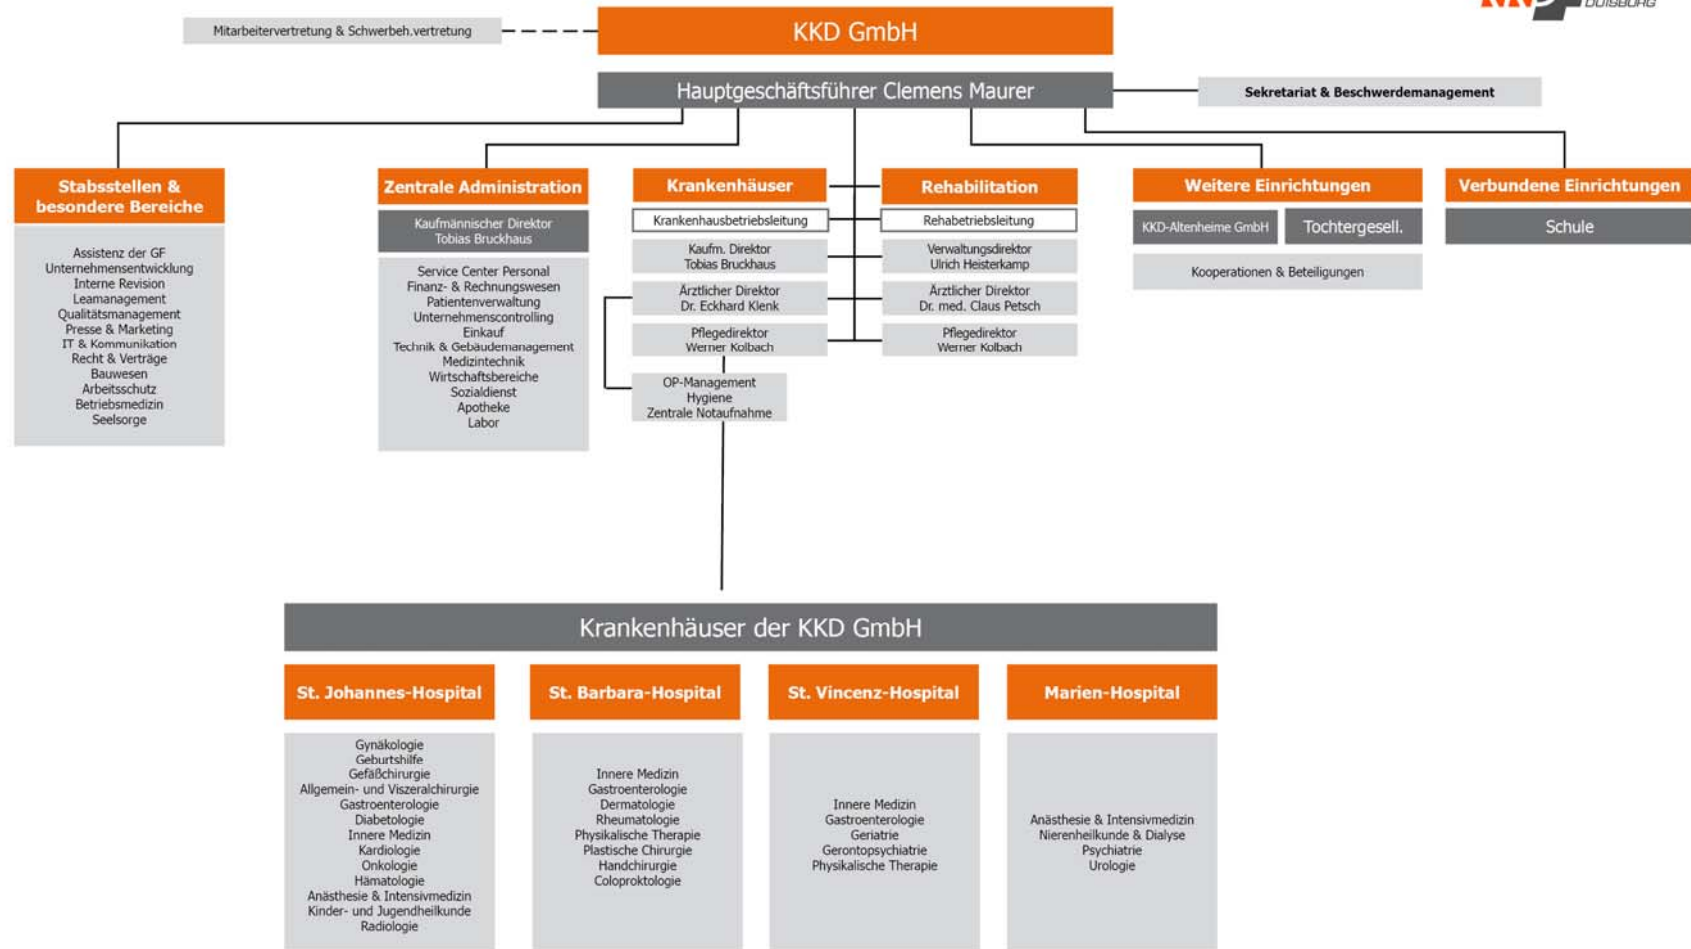 DUISBURG
Mitarbeitervertretung & Schwerbeh.vertretung
KKD GmbH
Hauptgeschäftsführer Clemens Maurer
Sekretariat & Beschwerdemanagement
Stabsstellen &
besondere Bereiche
Assistenz der GF
Unternehmensentwicklung
Interne Revision
Leamanagement
Qualitätsmanagement
Presse & Marketing
IT & Kommunikation
Recht & Verträge
Bauwesen
Arbeitsschutz
Betriebsmedizin
Seelsorge
Zentrale Administration
Kaufmännischer Direktor
Tobias Bruckhaus
Service Center Personal
Finanz- & Rechnungswesen
Patientenverwaltung
Unternehmenscontrolling
Einkauf
Technik & Gebäudemanagement
Medizintechnik
Wirtschaftsbereiche
Sozialdienst
Apotheke
Labor
Krankenhäuser
Krankenhausbetriebsleitung
Kaufm. Direktor
Tobias Bruckhaus
Ärztlicher Direktor
Dr. Eckhard Klenk
Pflegedirektor
Werner Kolbach
OP-Management
Hygiene
Zentrale Notaufnahme
Rehabilitation
Rehabetriebsleitung
Verwaltungsdirektor
Ulrich Heisterkamp
Ärztlicher Direktor
Dr. med. Claus Petsch
Pflegedirektor
Werner Kolbach
Weitere Einrichtungen
KKD-Altenheime GmbH
Tochtergesell.
Kooperationen & Beteiligungen
Verbundene Einrichtungen
Schule
Krankenhäuser der KKD GmbH
St. Johannes-Hospital
Gynäkologie
Geburtshilfe
Gefäßchirurgie
Allgemein- und Viszeralchirurgie
Gastroenterologie
Diabetologie
Innere Medizin
Kardiologie
Onkologie
Hämatologie
Anästhesie & Intensivmedizin
Kinder- und Jugendheilkunde
Radiologie
St. Barbara-Hospital
Innere Medizin
Gastroenterologie
Dermatologie
Rheumatologie
Physikalische Therapie
Plastische Chirurgie
Handchirurgie
Coloproktologie
St. Vincenz-Hospital
Innere Medizin
Gastroenterologie
Geriatrie
Gerontopsychiatrie
Physikalische Therapie
Marien-Hospital
Anästhesie & Intensivmedizin
Nierenheilkunde & Dialyse
Psychiatrie
Urologie